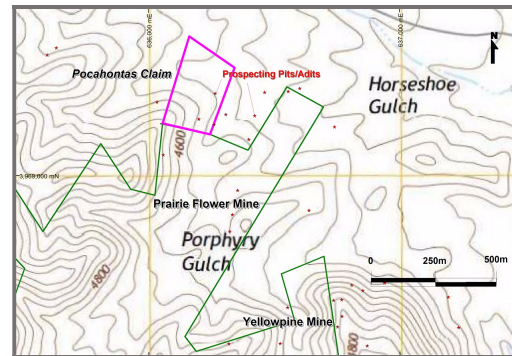 636,000 mE
637,000 mE
N
Pocahontas Claim
Prospecting Pits/Adits
Horseshoe
Gulch
4600
3,969,000 mN
Prairie Flower Mine
Porphyry
Gulch
0
250m
500m
4800
Yellowpine Mine
4800